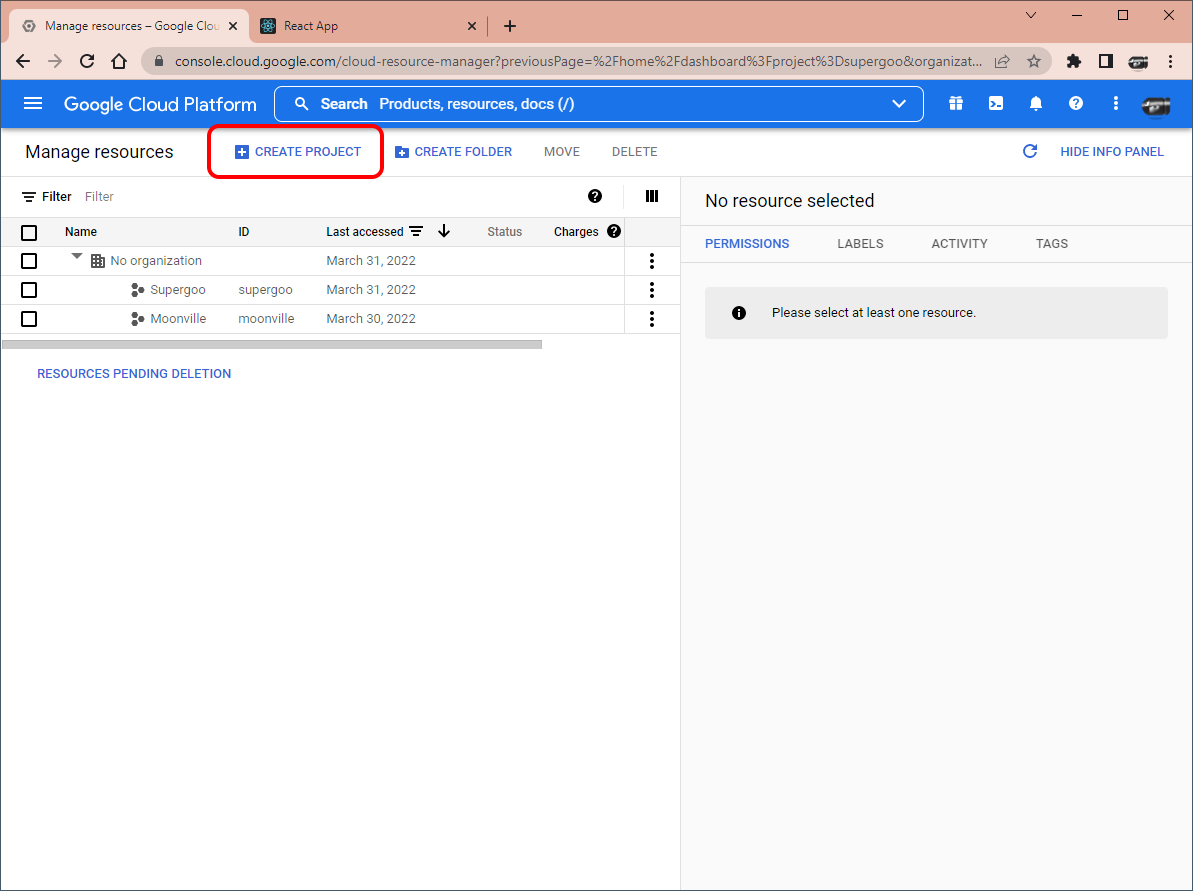 Manage resources – Google Clou
React App
console.cloud.google.com/cloud-resource-manager?previousPage=%2Fhome%2Fdashboard%3Fproject%3Dsupergoo&organizat...
Google Cloud Platform
Search Products, resources, docs (/)
Manage resources
CREATE PROJECT
CREATE FOLDER
MOVE
DELETE
HIDE INFO PANEL
Filter Filter
Name ID Last accessed Status Charges
No organization March 31, 2022
Supergoo supergoo March 31, 2022
Moonville moonville March 30, 2022
RESOURCES PENDING DELETION
No resource selected
PERMISSIONS LABELS ACTIVITY TAGS
Please select at least one resource.